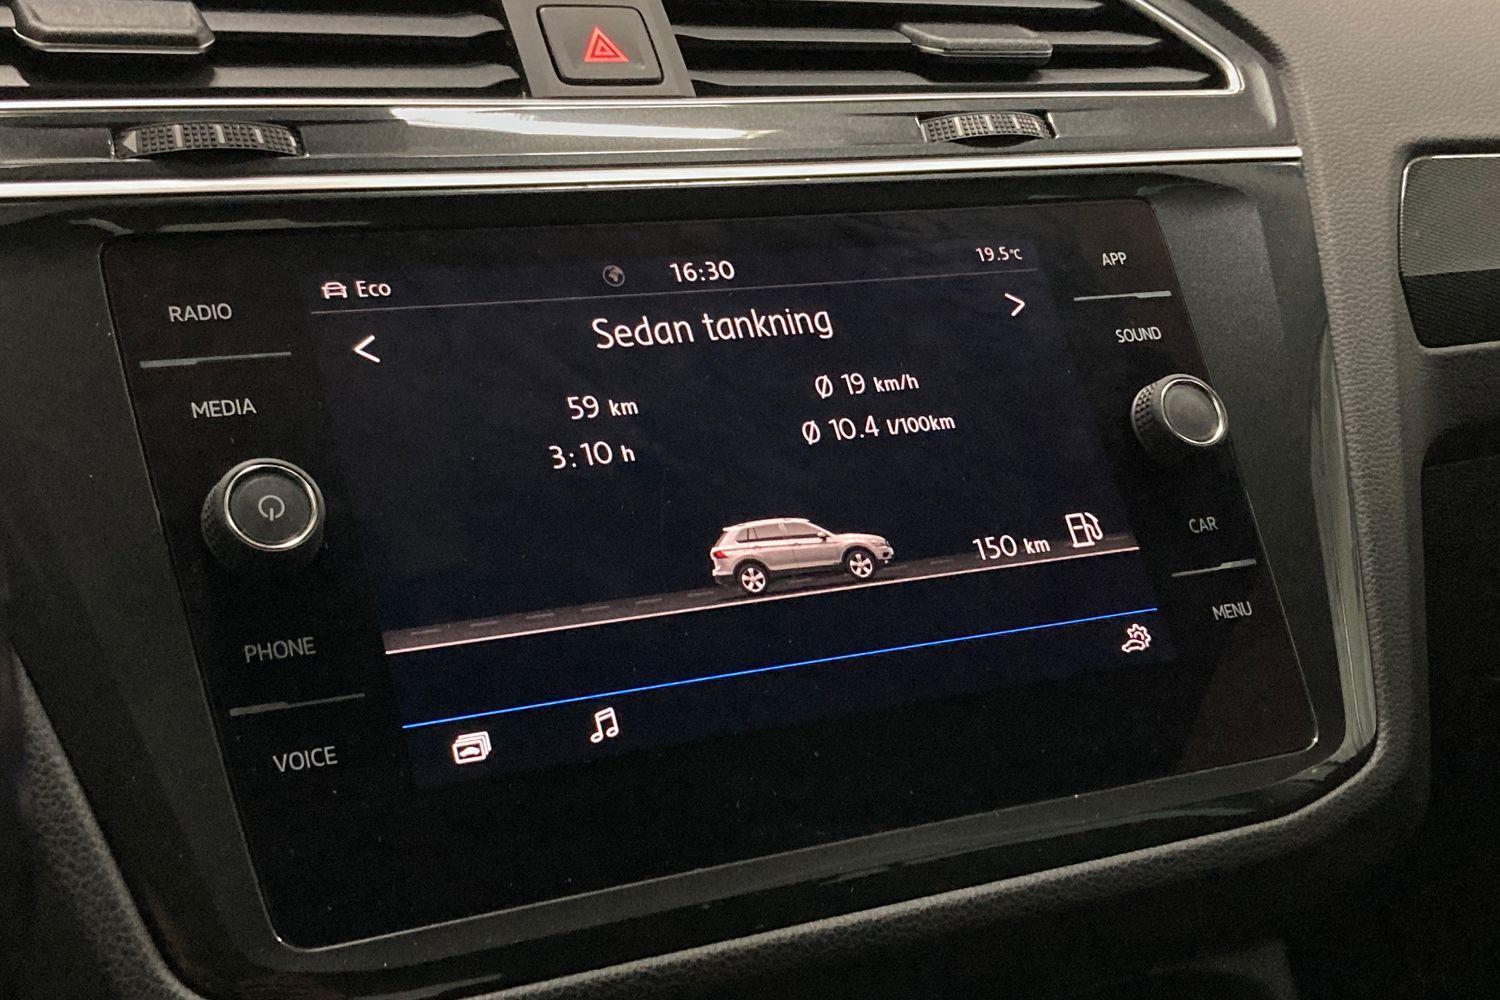 RADIO
MEDIA
PHONE
VOICE
Eco
16:30
19.5°C
Sedan tankning
59 km
3:10 h
Ø 19 km/h
Ø 10.4 l/100km
150 km
APP
SOUND
CAR
MENU